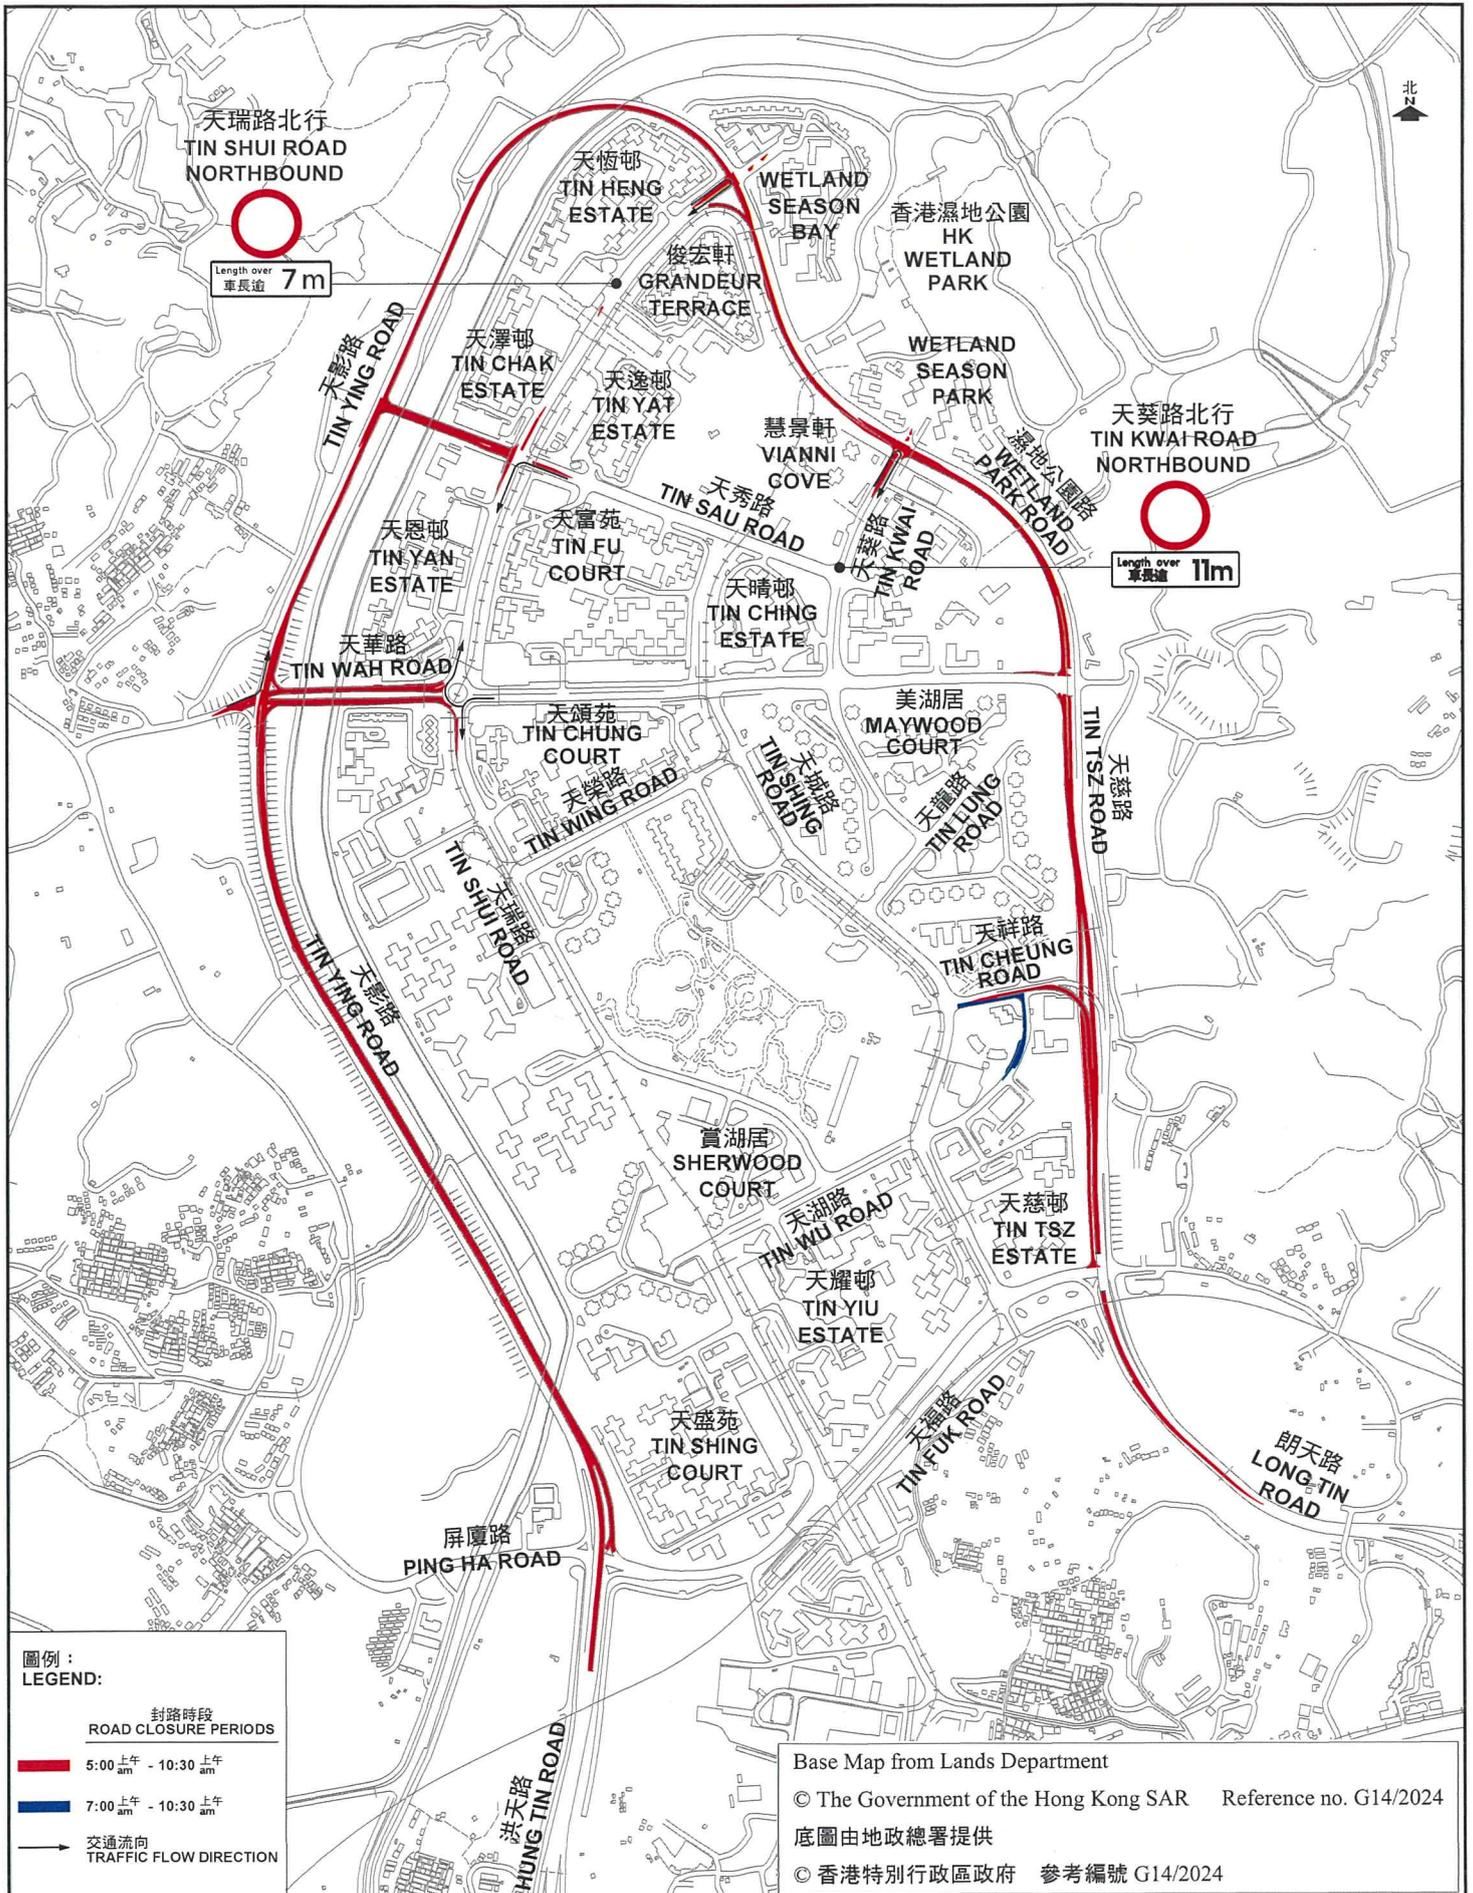 北
N
天瑞路北行
TIN SHUI ROAD
NORTHBOUND
Length over
車長逾 7 m
天恆邨
TIN HENG
ESTATE
WETLAND
SEASON
BAY
香港濕地公園
HK
WETLAND
PARK
俊宏軒
GRANDEUR
TERRACE
天影路
TIN YING ROAD
天澤邨
TIN CHAK
ESTATE
天逸邨
TIN YAT
ESTATE
WETLAND
SEASON
PARK
慧景軒
VIANNI
COVE
天葵路北行
TIN KWAI ROAD
NORTHBOUND
Length over
車長逾 11m
濕地公園路
WETLAND
PARK ROAD
天秀路
TIN SAU ROAD
天葵路
TIN KWAI
ROAD
天恩邨
TIN YAN
ESTATE
天富苑
TIN FU
COURT
天晴邨
TIN CHING
ESTATE
天華路
TIN WAH ROAD
天頌苑
TIN CHUNG
COURT
美湖居
MAYWOOD
COURT
天慈路
TIN TSZ ROAD
天榮路
TIN WING ROAD
天城路
TIN SHING
ROAD
天龍路
TIN LUNG
ROAD
天瑞路
TIN SHUI ROAD
天祥路
TIN CHEUNG
ROAD
天影路
TIN YING ROAD
賞湖居
SHERWOOD
COURT
天湖路
TIN WU ROAD
天慈邨
TIN TSZ
ESTATE
天耀邨
TIN YIU
ESTATE
天盛苑
TIN SHING
COURT
天福路
TIN FUK ROAD
朗天路
LONG TIN
ROAD
屏廈路
PING HA ROAD
洪天路
HUNG TIN ROAD
圖例：
LEGEND:
封路時段
ROAD CLOSURE PERIODS
5:00 上午 am - 10:30 上午 am
7:00 上午 am - 10:30 上午 am
交通流向
TRAFFIC FLOW DIRECTION
Base Map from Lands Department
© The Government of the Hong Kong SAR Reference no. G14/2024
底圖由地政總署提供
© 香港特別行政區政府 參考編號 G14/2024